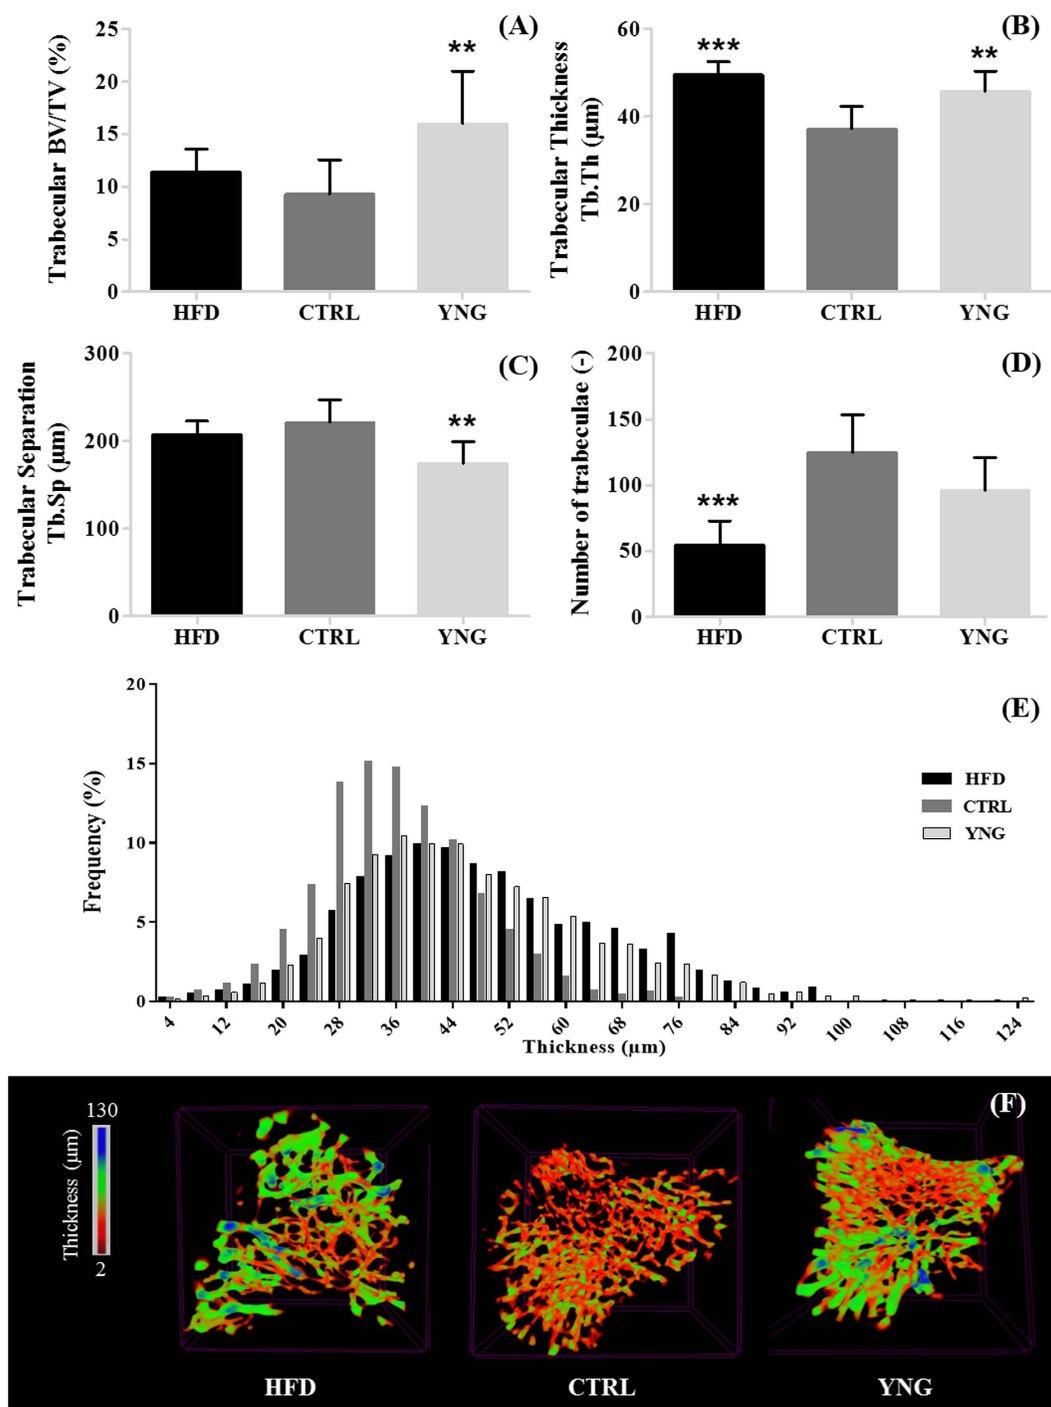 (A)
Trabecular BV/TV (%)
25
20
15
10
5
0
**
HFD CTRL YNG
(B)
Trabecular Thickness
Tb.Th (µm)
60
40
20
0
***
**
HFD CTRL YNG
(C)
Trabecular Separation
Tb.Sp (µm)
300
200
100
0
**
HFD CTRL YNG
(D)
Number of trabeculae (-)
200
150
100
50
0
***
HFD CTRL YNG
(E)
Frequency (%)
20
15
10
5
0
HFD
CTRL
YNG
4 12 20 28 36 44 52 60 68 76 84 92 100 108 116 124
Thickness (µm)
(F)
130
Thickness (µm)
2
HFD CTRL YNG